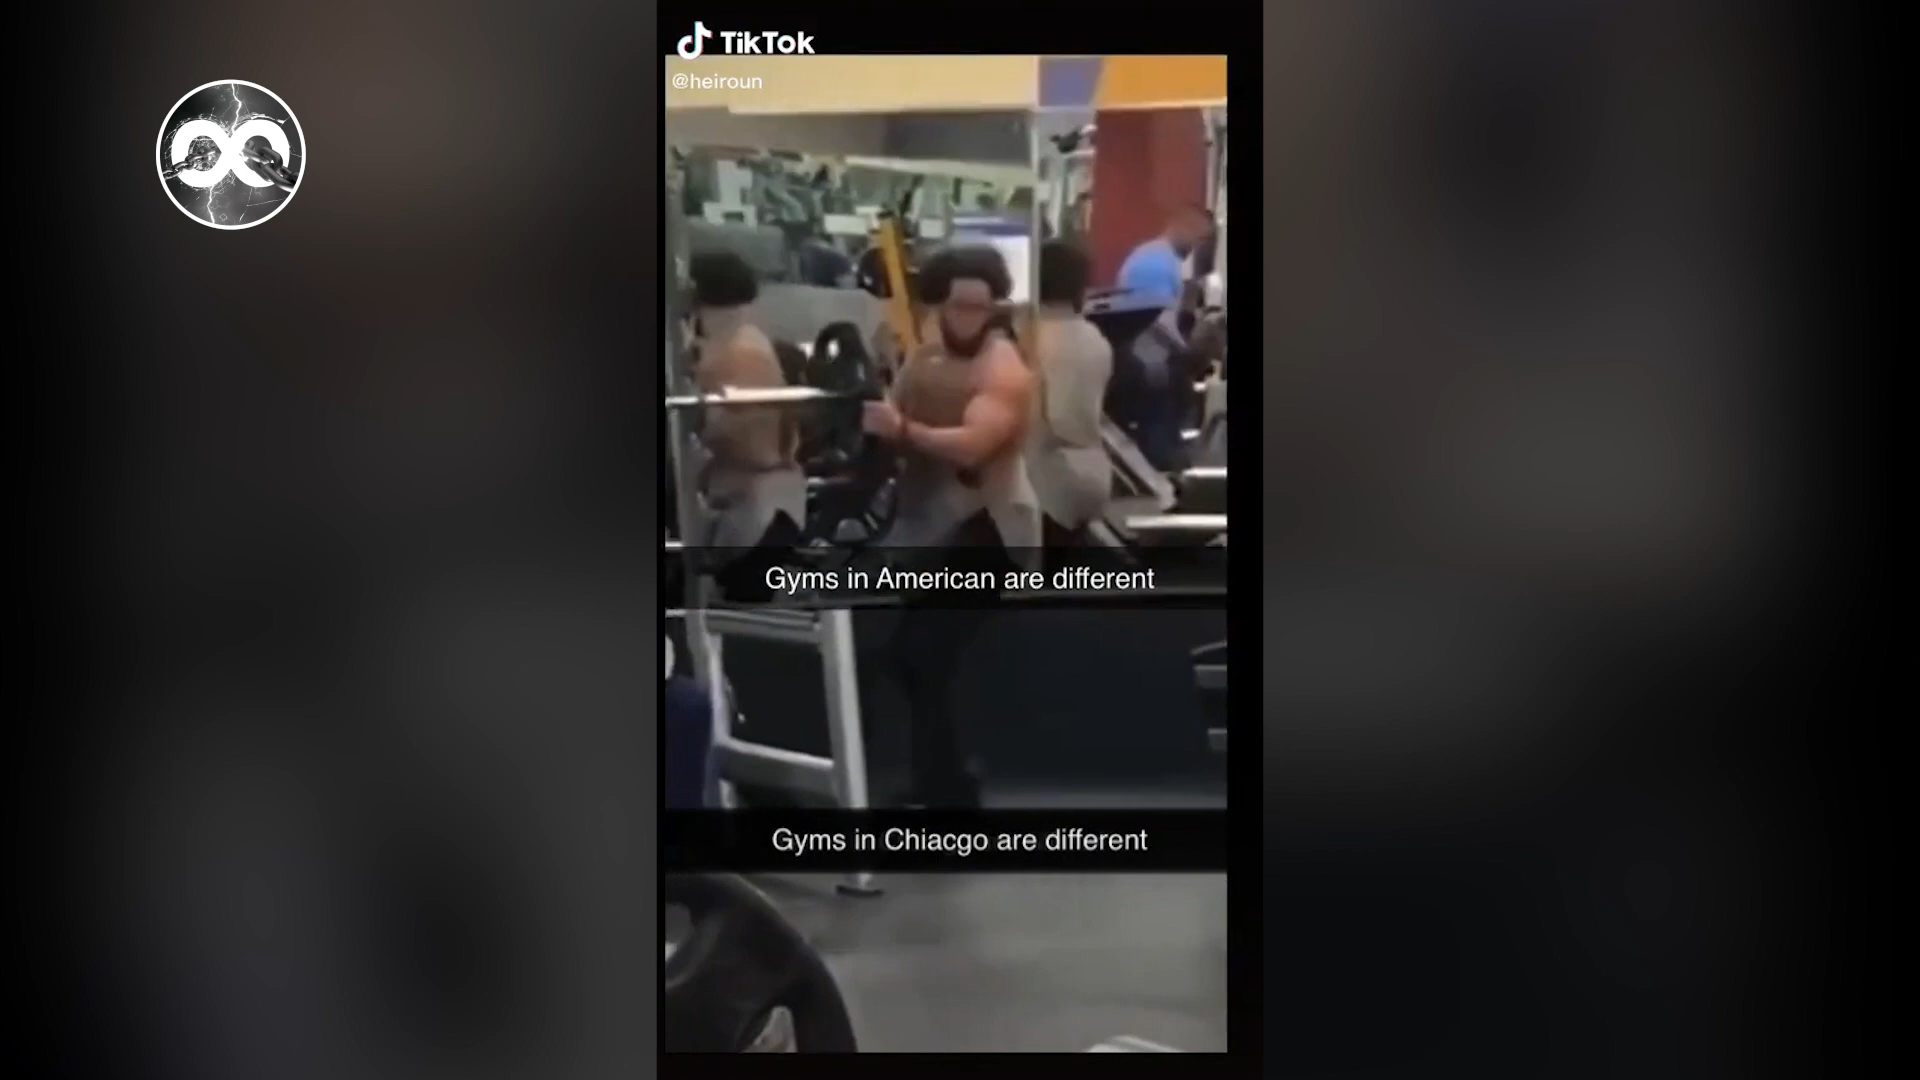 TikTok
@heiroun
Gyms in American are different
Gyms in Chiacgo are different